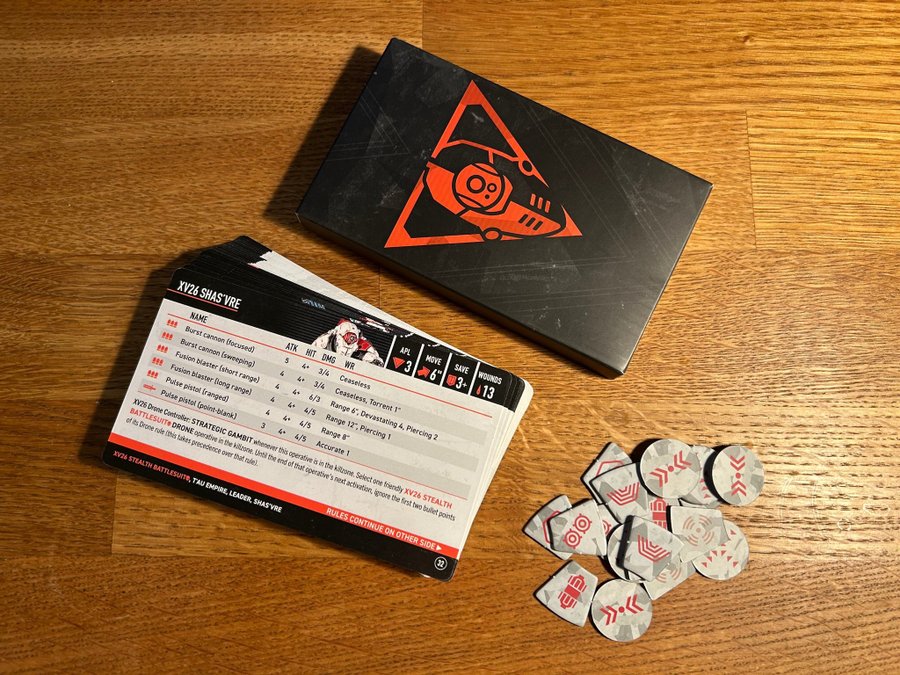 XV26 SHAS'VRE
APL 3
MOVE 6"
SAVE 3+
WOUNDS 13
NAME ATK HIT DMG WR
Burst cannon (focused) 5 4+ 3/4 Ceaseless
Burst cannon (sweeping) 4 4+ 3/4 Ceaseless, Torrent 1"
Fusion blaster (short range) 4 4+ 6/3 Range 6", Devastating 4, Piercing 2
Fusion blaster (long range) 4 4+ 4/5 Range 12", Piercing 1
Pulse pistol (ranged) 4 4+ 4/5 Range 8"
Pulse pistol (point-blank) 3 4+ 4/5 Accurate 1
XV26 Drone Controller: STRATEGIC GAMBIT whenever this operative is in the killzone. Select one friendly XV26 STEALTH
BATTLESUIT DRONE operative in the killzone. Until the end of that operative's next activation, ignore the first two bullet points
of its Drone rule (this takes precedence over that rule).
RULES CONTINUE ON OTHER SIDE
XV26 STEALTH BATTLESUIT, T'AU EMPIRE, LEADER, SHAS'VRE
32